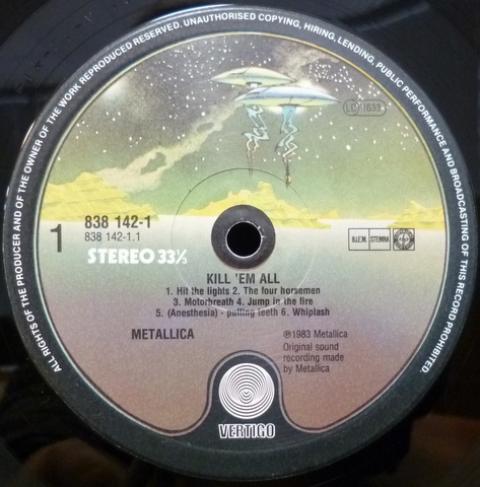 ALL RIGHTS OF THE PRODUCER AND OF THE OWNER OF THE WORK REPRODUCED RESERVED. UNAUTHORISED COPYING, HIRING, LENDING, PUBLIC PERFORMANCE AND BROADCASTING OF THIS RECORD PROHIBITED.
LC 1633
1
838 142-1
838 142-1.1
STEREO 33⅓
B.I.E.M. STEMRA
KILL 'EM ALL
1. Hit the lights 2. The four horsemen
3. Motorbreath 4. Jump in the fire
5. (Anesthesia) - pulling teeth 6. Whiplash
METALLICA
℗1983 Metallica
Original sound
recording made
by Metallica
VERTIGO